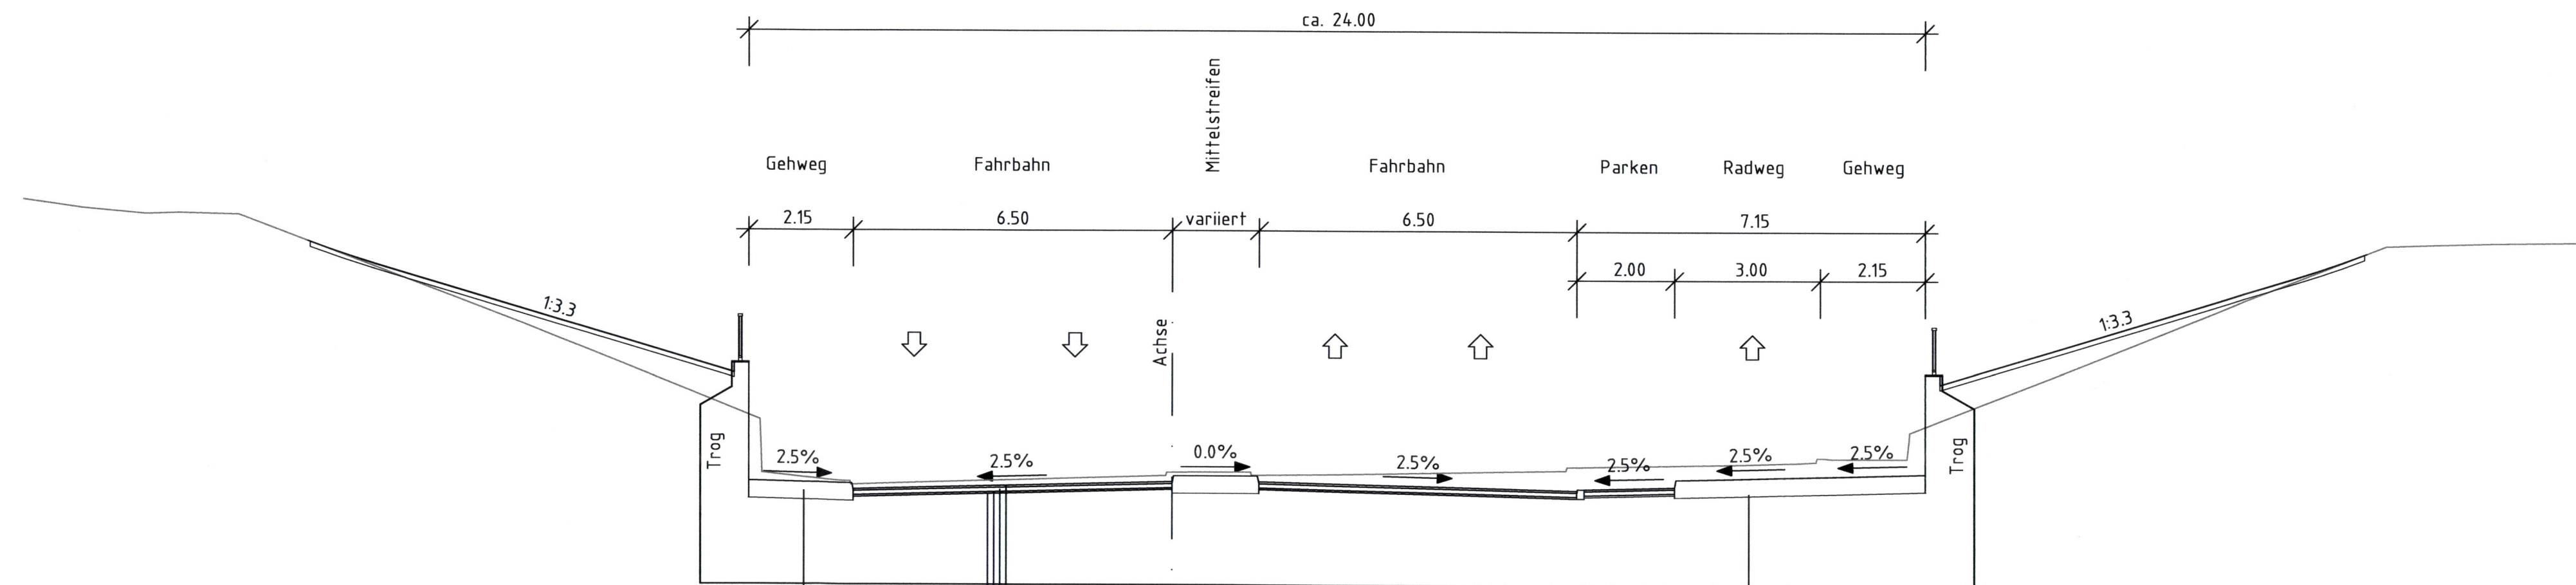 ca. 24.00
Mittelstreifen
Gehweg
Fahrbahn
Fahrbahn
Parken
Radweg
Gehweg
2.15
6.50
variiert
6.50
7.15
2.00
3.00
2.15
1:3.3
1:3.3
Achse
Trog
2.5%
2.5%
0.0%
2.5%
2.5%
2.5%
2.5%
Trog